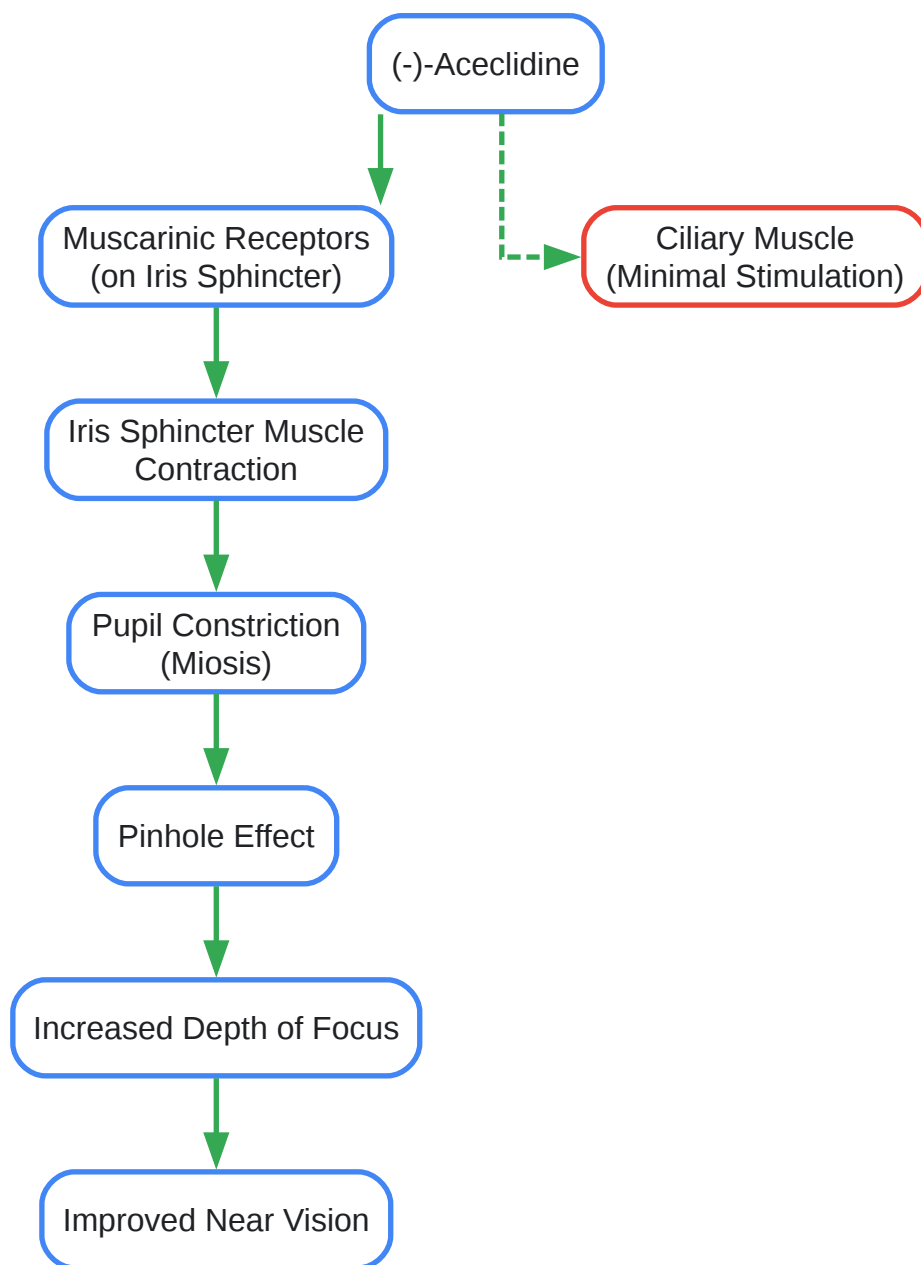 (-)-Aceclidine
Muscarinic Receptors
(on Iris Sphincter)
Ciliary Muscle
(Minimal Stimulation)
Iris Sphincter Muscle
Contraction
Pupil Constriction
(Miosis)
Pinhole Effect
Increased Depth of Focus
Improved Near Vision